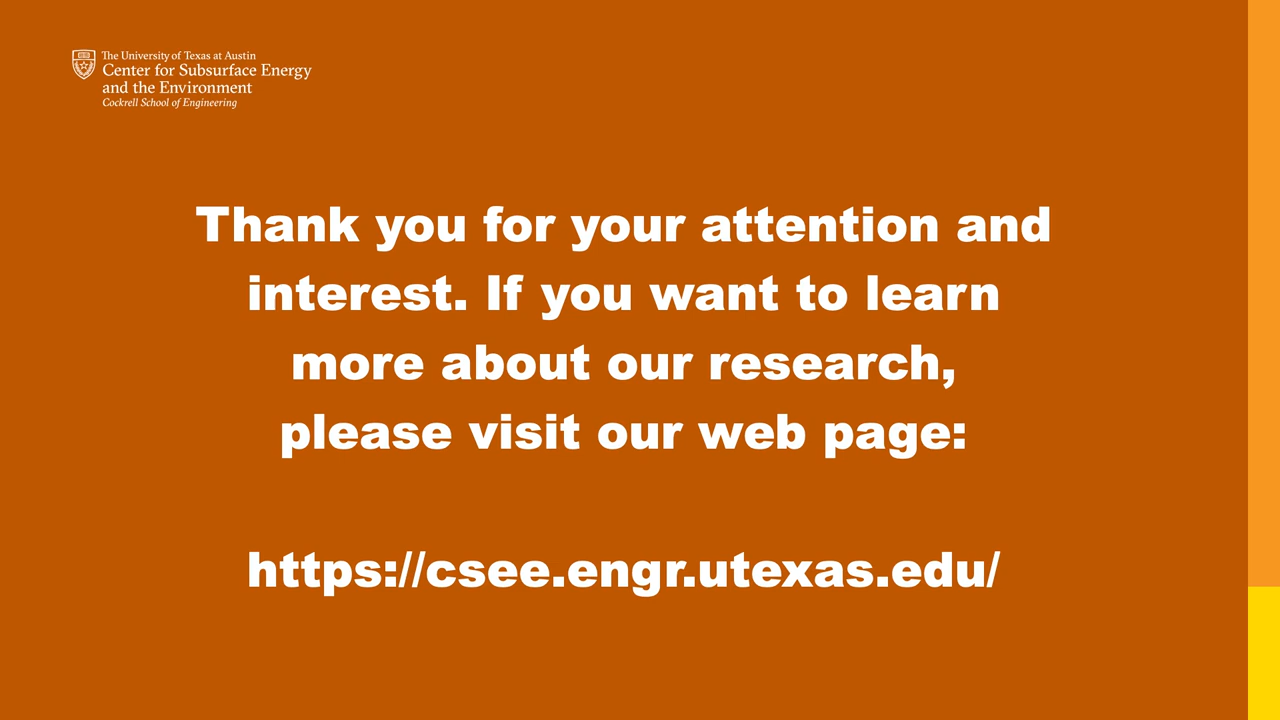 The University of Texas at Austin
Center for Subsurface Energy
and the Environment
Cockrell School of Engineering
Thank you for your attention and
interest. If you want to learn
more about our research,
please visit our web page:
https://csee.engr.utexas.edu/